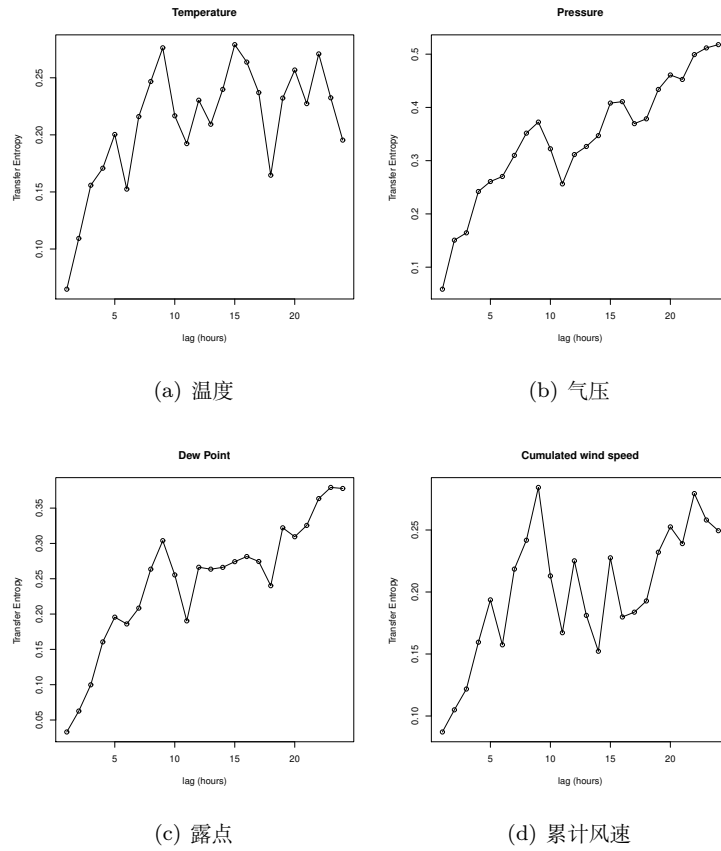 Temperature
Transfer Entropy
0.10 0.15 0.20 0.25
5 10 15 20
lag (hours)
(a) 温度
Pressure
Transfer Entropy
0.1 0.2 0.3 0.4 0.5
5 10 15 20
lag (hours)
(b) 气压
Dew Point
Transfer Entropy
0.05 0.10 0.15 0.20 0.25 0.30 0.35
5 10 15 20
lag (hours)
(c) 露点
Cumulated wind speed
Transfer Entropy
0.10 0.15 0.20 0.25
5 10 15 20
lag (hours)
(d) 累计风速